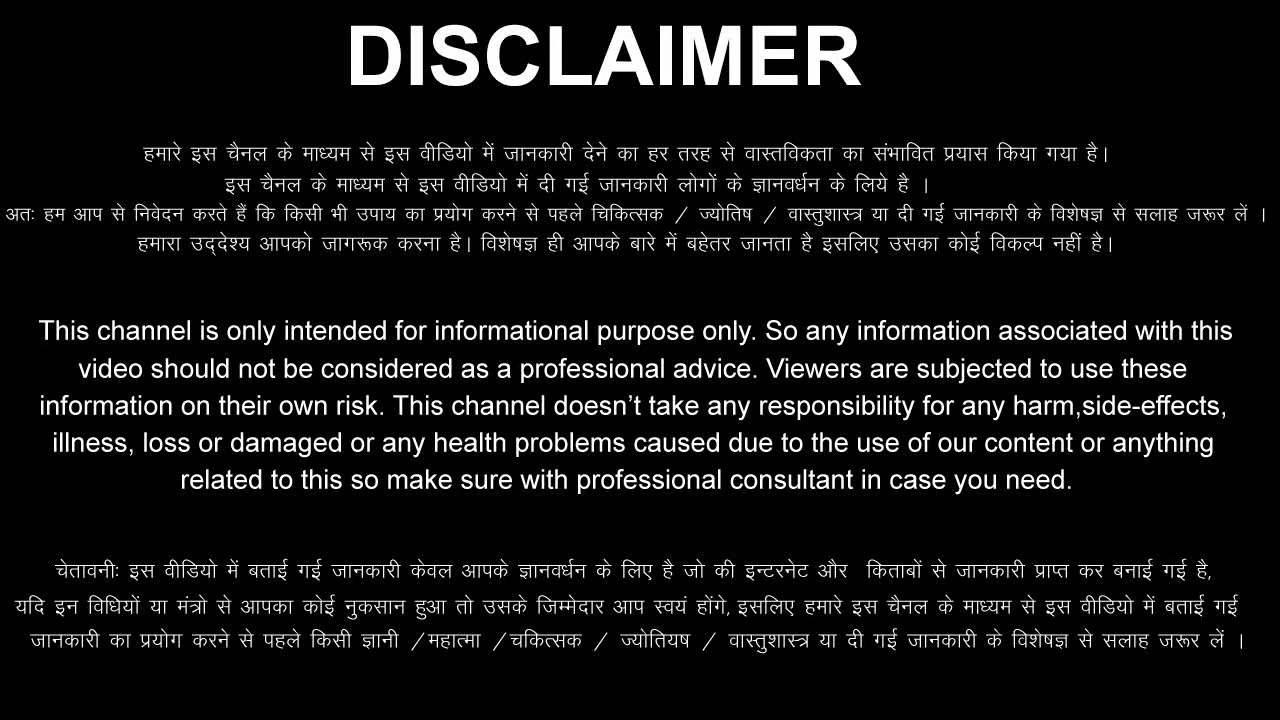 DISCLAIMER
हमारे इस चैनल के माध्यम से इस वीडियो में जानकारी देने का हर तरह से वास्तविकता का संभावित प्रयास किया गया है।
इस चैनल के माध्यम से इस वीडियो में दी गई जानकारी लोगों के ज्ञानवर्धन के लिये है ।
अतः हम आप से निवेदन करते हैं कि किसी भी उपाय का प्रयोग करने से पहले चिकित्सक / ज्योतिष / वास्तुशास्त्र या दी गई जानकारी के विशेषज्ञ से सलाह जरूर लें ।
हमारा उद्देश्य आपको जागरूक करना है। विशेषज्ञ ही आपके बारे में बहेतर जानता है इसलिए उसका कोई विकल्प नहीं है।
This channel is only intended for informational purpose only. So any information associated with this
video should not be considered as a professional advice. Viewers are subjected to use these
information on their own risk. This channel doesn’t take any responsibility for any harm,side-effects,
illness, loss or damaged or any health problems caused due to the use of our content or anything
related to this so make sure with professional consultant in case you need.
चेतावनीः इस वीडियो में बताई गई जानकारी केवल आपके ज्ञानवर्धन के लिए है जो की इन्टरनेट और किताबों से जानकारी प्राप्त कर बनाई गई है,
यदि इन विधियों या मंत्रो से आपका कोई नुकसान हुआ तो उसके जिम्मेदार आप स्वयं होंगे, इसलिए हमारे इस चैनल के माध्यम से इस वीडियो में बताई गई
जानकारी का प्रयोग करने से पहले किसी ज्ञानी /महात्मा /चकित्सक / ज्योतियष / वास्तुशास्त्र या दी गई जानकारी के विशेषज्ञ से सलाह जरूर लें ।